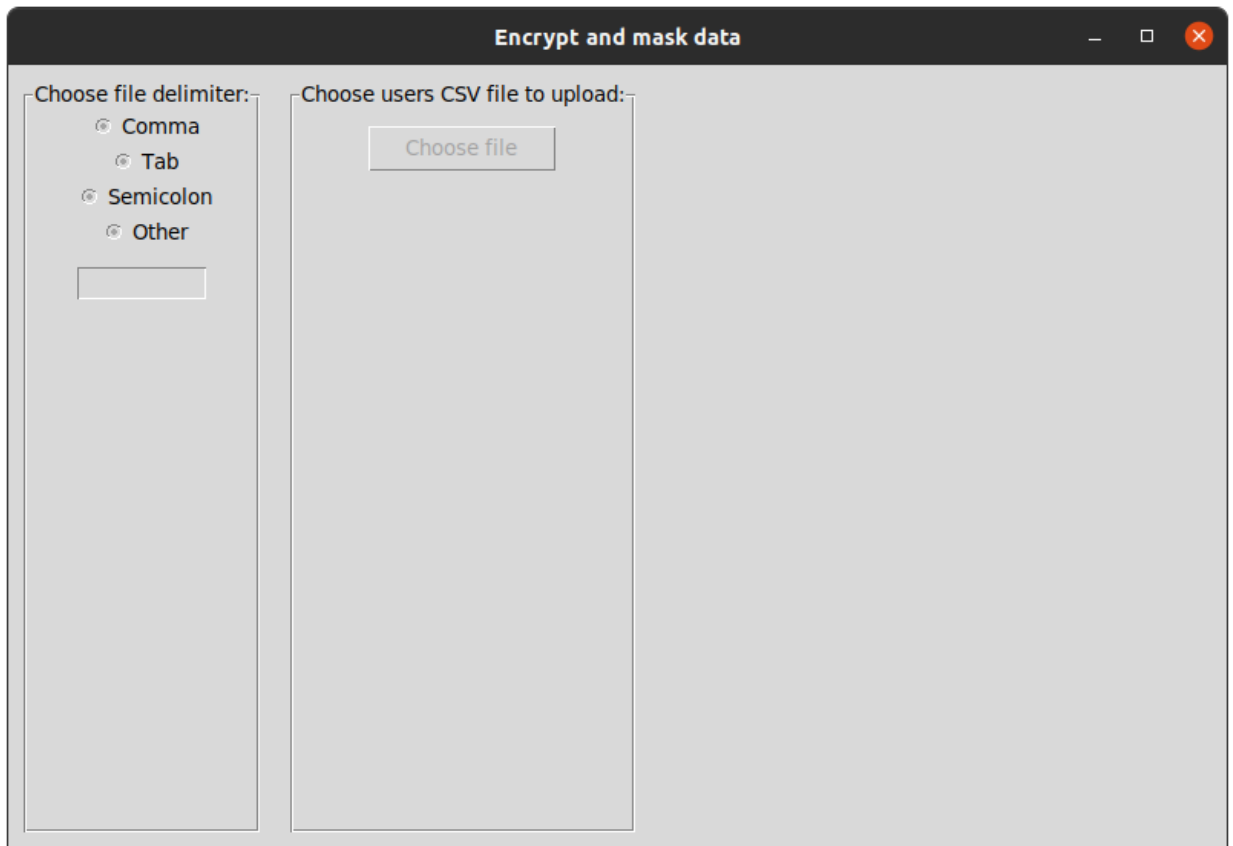 Encrypt and mask data
Choose file delimiter:
Comma
Tab
Semicolon
Other
Choose users CSV file to upload:
Choose file